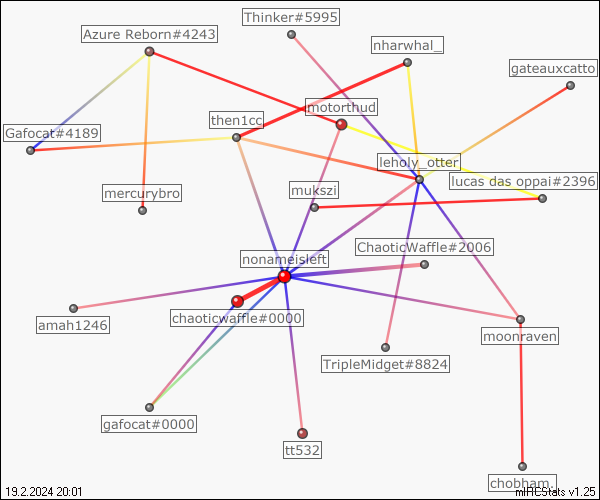 Thinker#5995
Azure Reborn#4243
nharwhal_
gateauxcatto
motorthud
then1cc
Gafocat#4189
leholy_otter
lucas das oppai#2396
mukszi
mercurybro
ChaoticWaffle#2006
nonameisleft
chaoticwaffle#0000
amah1246
moonraven
TripleMidget#8824
gafocat#0000
tt532
chobham.
19.2.2024 20:01
mIRCStats v1.25